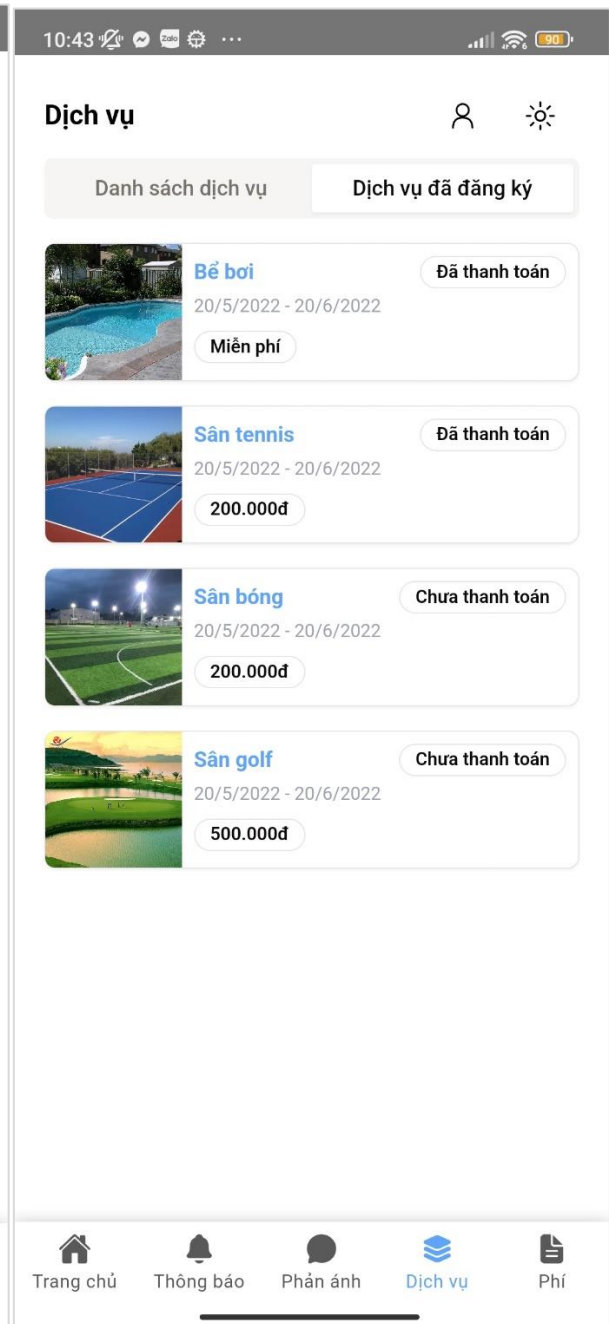 10:43
Zalo
90
Dịch vụ
Danh sách dịch vụ
Dịch vụ đã đăng ký
Bể bơi
Đã thanh toán
20/5/2022 - 20/6/2022
Miễn phí
Sân tennis
Đã thanh toán
20/5/2022 - 20/6/2022
200.000đ
Sân bóng
Chưa thanh toán
20/5/2022 - 20/6/2022
200.000đ
Sân golf
Chưa thanh toán
20/5/2022 - 20/6/2022
500.000đ
Trang chủ
Thông báo
Phản ánh
Dịch vụ
Phí